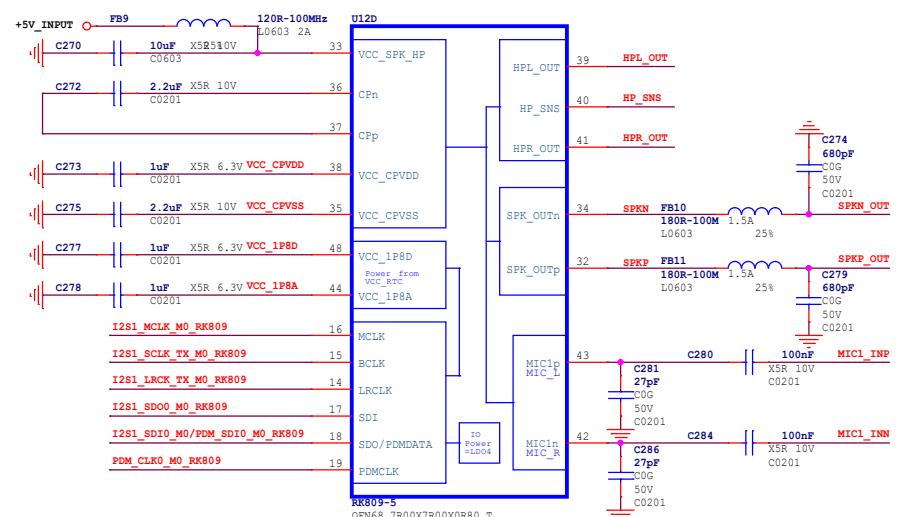 +5V_INPUT
FB9
120R-100MHz
L0603 2A
25%
U12D
C270
10uF
X5R 10V
C0603
33
VCC_SPK_HP
C272
2.2uF
X5R 10V
C0201
36
CPn
37
CPp
C273
1uF
X5R 6.3V
VCC_CPVDD
C0201
38
VCC_CPVDD
C275
2.2uF
X5R 10V
VCC_CPVSS
C0201
35
VCC_CPVSS
C277
1uF
X5R 6.3V
VCC_1P8D
C0201
48
VCC_1P8D
Power from
VCC_RTC
C278
1uF
X5R 6.3V
VCC_1P8A
C0201
44
VCC_1P8A
I2S1_MCLK_M0_RK809
16
MCLK
I2S1_SCLK_TX_M0_RK809
15
BCLK
I2S1_LRCK_TX_M0_RK809
14
LRCLK
I2S1_SDO0_M0_RK809
17
SDI
I2S1_SDI0_M0/PDM_SDI0_M0_RK809
18
SDO/PDMDATA
PDM_CLK0_M0_RK809
19
PDMCLK
IO
Power
=LDO4
HPL_OUT
39
HPL_OUT
HP_SNS
40
HP_SNS
HPR_OUT
41
HPR_OUT
C274
680pF
C0G
50V
C0201
SPK_OUTn
34
SPKN
FB10
180R-100M
1.5A
L0603
25%
SPKN_OUT
SPK_OUTp
32
SPKP
FB11
180R-100M
1.5A
L0603
25%
SPKP_OUT
C279
680pF
C0G
50V
C0201
MIC1p
MIC_L
43
C280
100nF
X5R 10V
C0201
MIC1_INP
C281
27pF
C0G
50V
C0201
MIC1n
MIC_R
42
C284
100nF
X5R 10V
C0201
MIC1_INN
C286
27pF
C0G
50V
C0201
RK809-5
QFN68_7R00X7R00X0R80_T